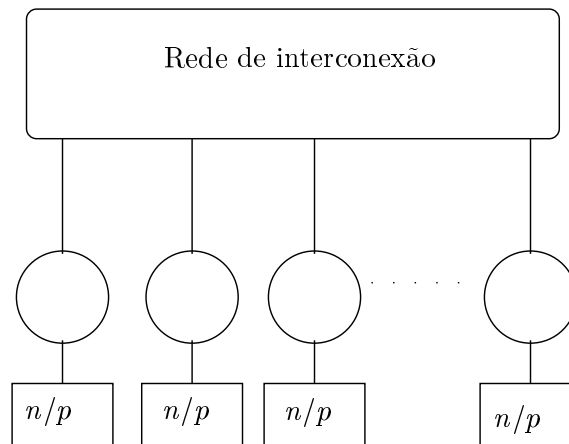 Rede de interconexão
. . . . .
n/p n/p n/p n/p